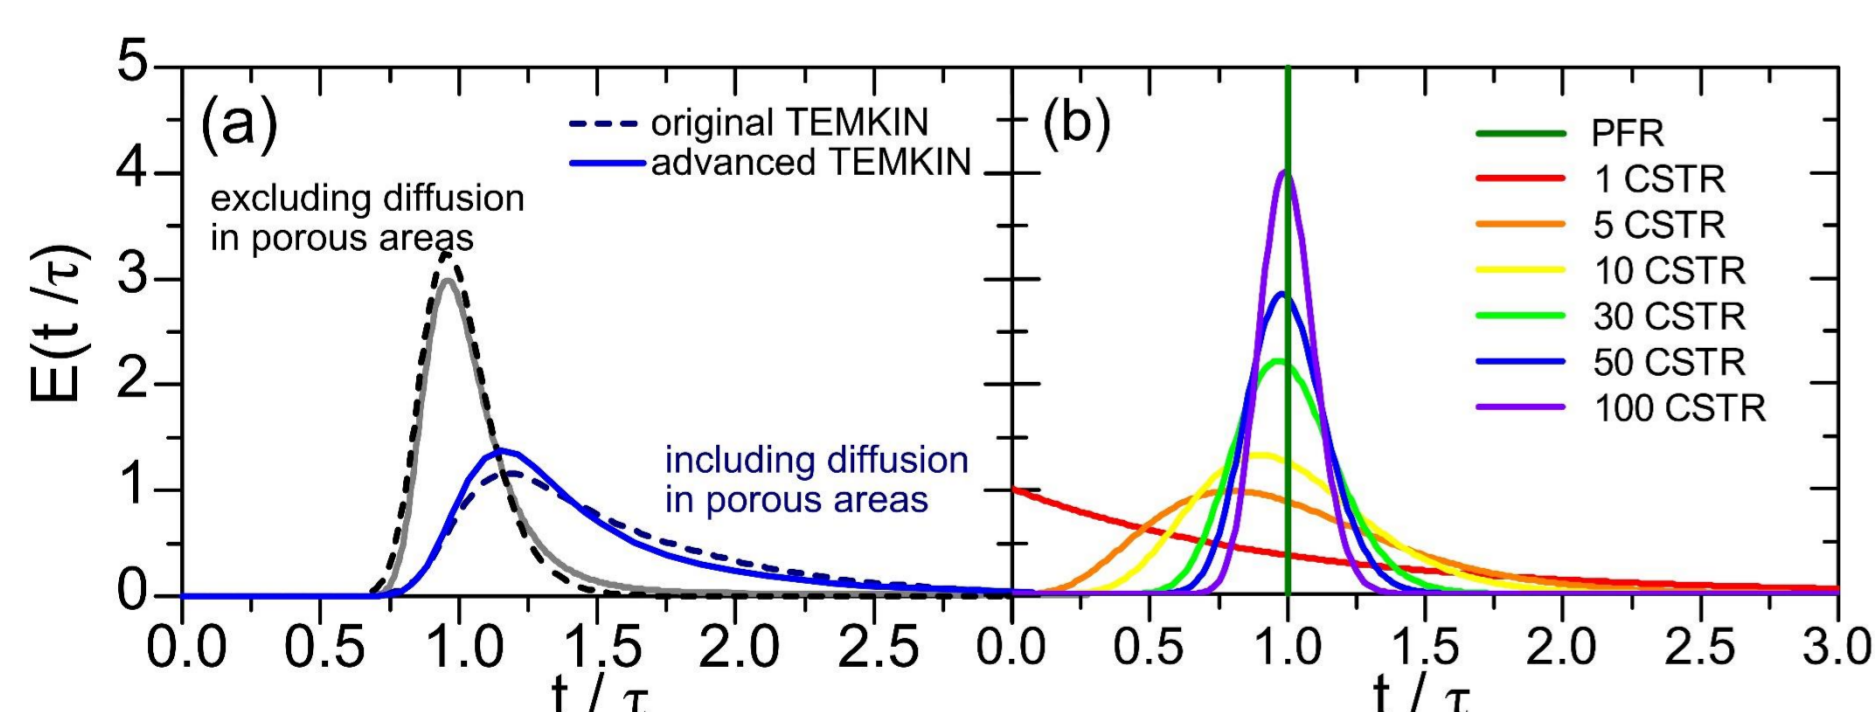 5
4
3
2
1
0
E(t /τ)
(a)
original TEMKIN
advanced TEMKIN
excluding diffusion
in porous areas
including diffusion
in porous areas
0.0 0.5 1.0 1.5 2.0 2.5
t / τ
(b)
PFR
1 CSTR
5 CSTR
10 CSTR
30 CSTR
50 CSTR
100 CSTR
0.0 0.5 1.0 1.5 2.0 2.5 3.0
t / τ